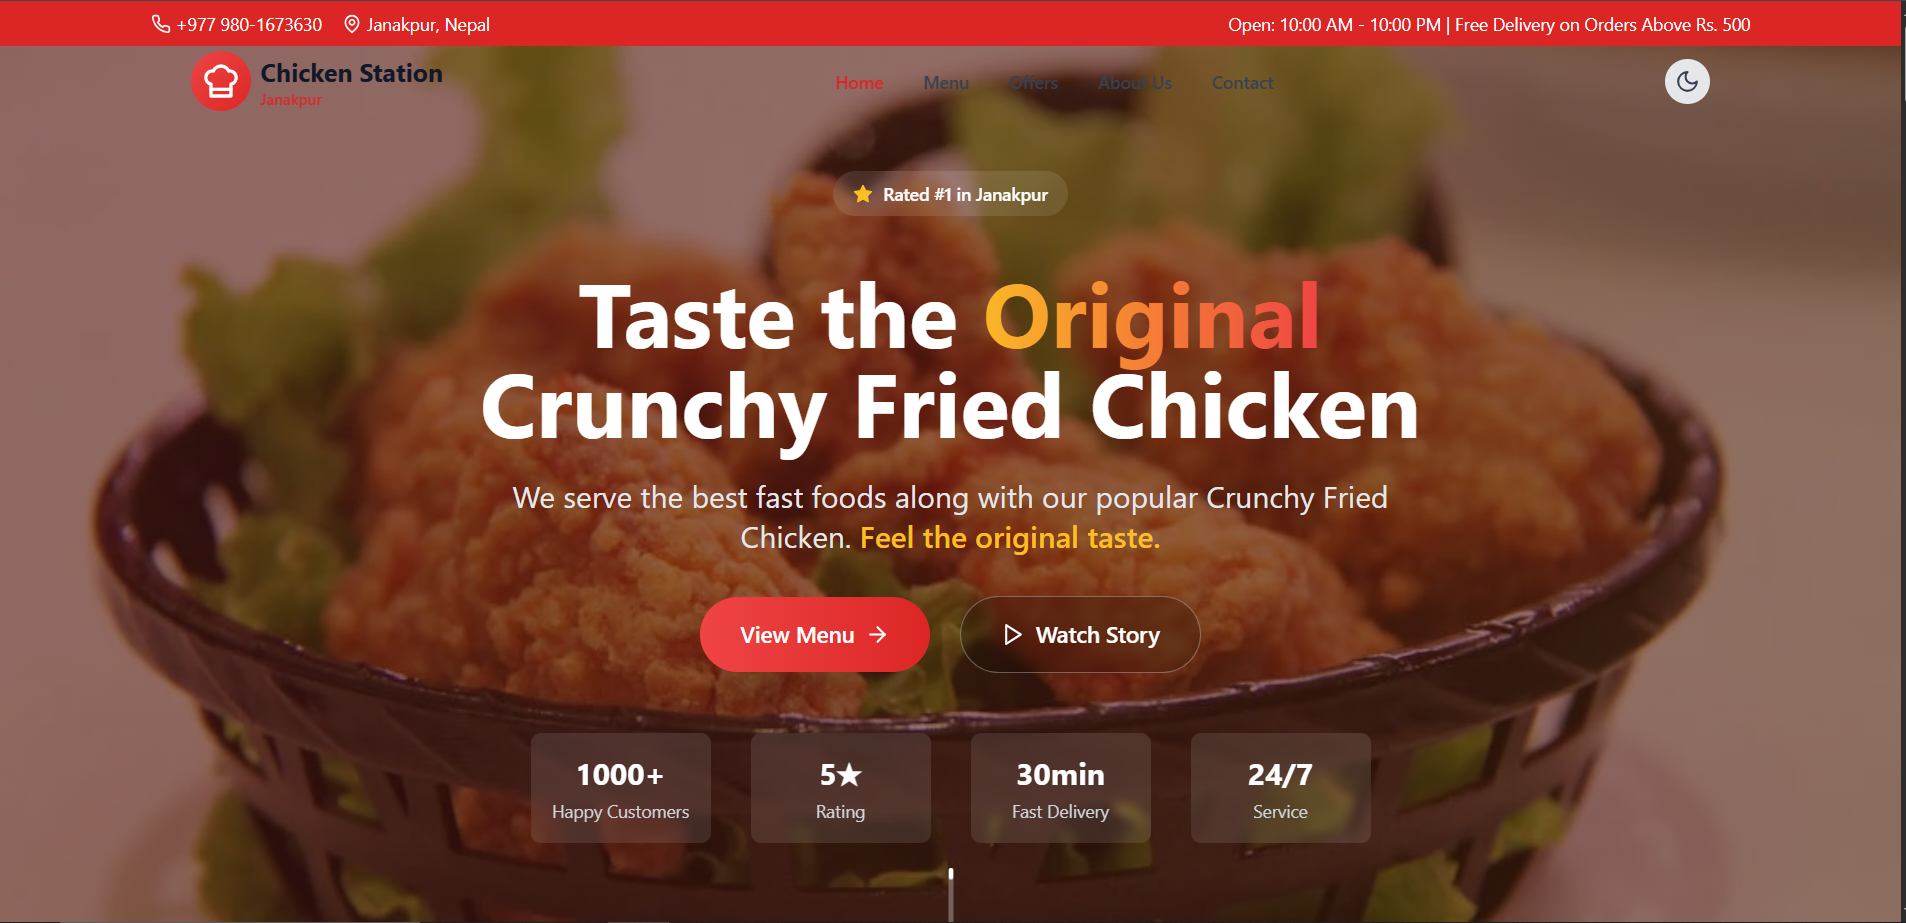 +977 980-1673630 Janakpur, Nepal Open: 10:00 AM - 10:00 PM | Free Delivery on Orders Above Rs. 500
Chicken Station
Janakpur
Home Menu Offers About Us Contact
Rated #1 in Janakpur
Taste the Original
Crunchy Fried Chicken
We serve the best fast foods along with our popular Crunchy Fried
Chicken. Feel the original taste.
View Menu → Watch Story
1000+ 5★ 30min 24/7
Happy Customers Rating Fast Delivery Service